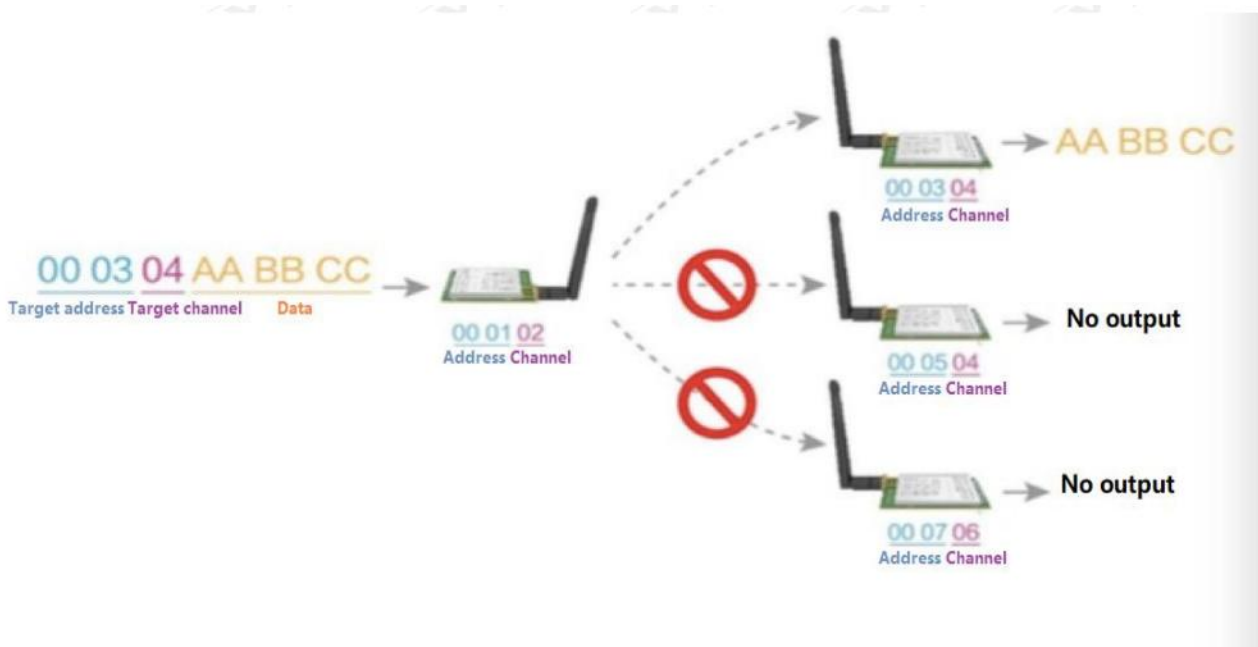 AA BB CC
00 03 04
Address Channel
00 03 04 AA BB CC
Target address Target channel Data
00 01 02
Address Channel
No output
00 05 04
Address Channel
No output
00 07 06
Address Channel